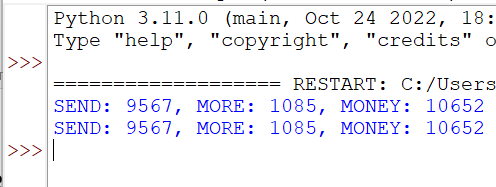 Python 3.11.0 (main, Oct 24 2022, 18:
Type "help", "copyright", "credits" o
>>>
=================== RESTART: C:/Users
SEND: 9567, MORE: 1085, MONEY: 10652
SEND: 9567, MORE: 1085, MONEY: 10652
>>>